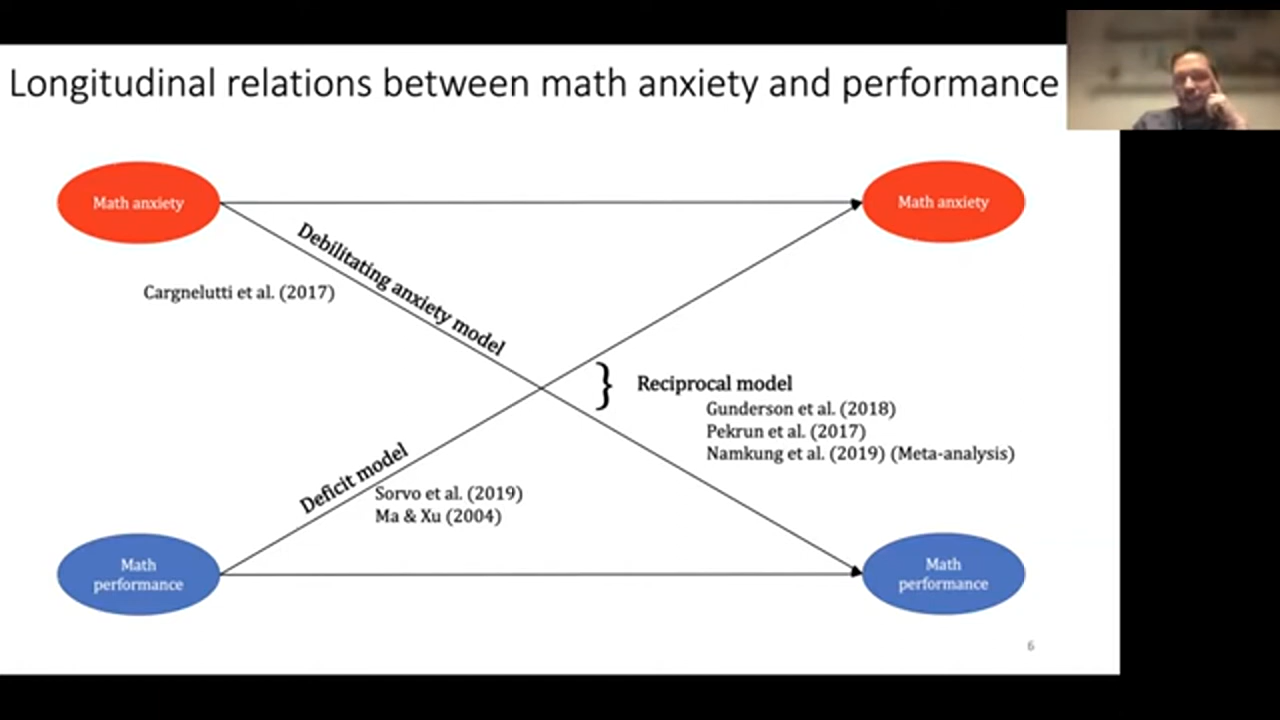 Longitudinal relations between math anxiety and performance
Math anxiety
Math anxiety
Debilitating anxiety model
Cargnelutti et al. (2017)
Reciprocal model
Gunderson et al. (2018)
Pekrun et al. (2017)
Namkung et al. (2019) (Meta-analysis)
Deficit model
Sorvo et al. (2019)
Ma & Xu (2004)
Math
performance
Math
performance
6